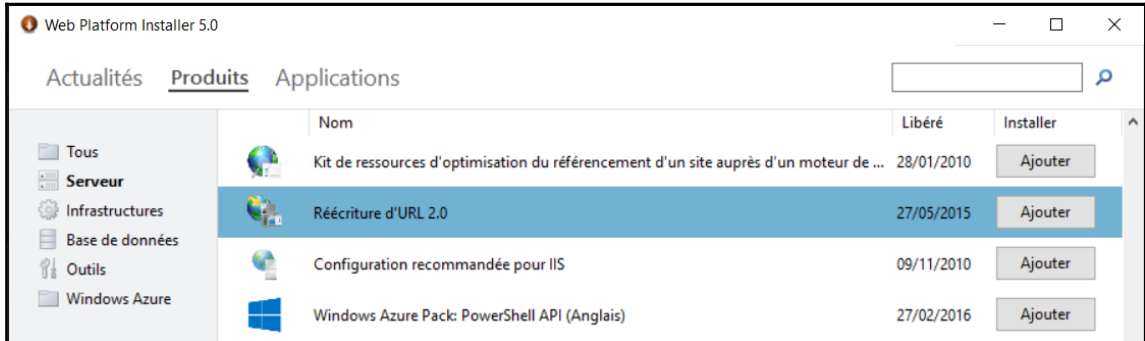 Web Platform Installer 5.0
Actualités Produits Applications
Nom Libéré Installer
Tous
Serveur
Infrastructures
Base de données
Outils
Windows Azure
Kit de ressources d'optimisation du référencement d'un site auprès d'un moteur de ... 28/01/2010 Ajouter
Réécriture d'URL 2.0 27/05/2015 Ajouter
Configuration recommandée pour IIS 09/11/2010 Ajouter
Windows Azure Pack: PowerShell API (Anglais) 27/02/2016 Ajouter